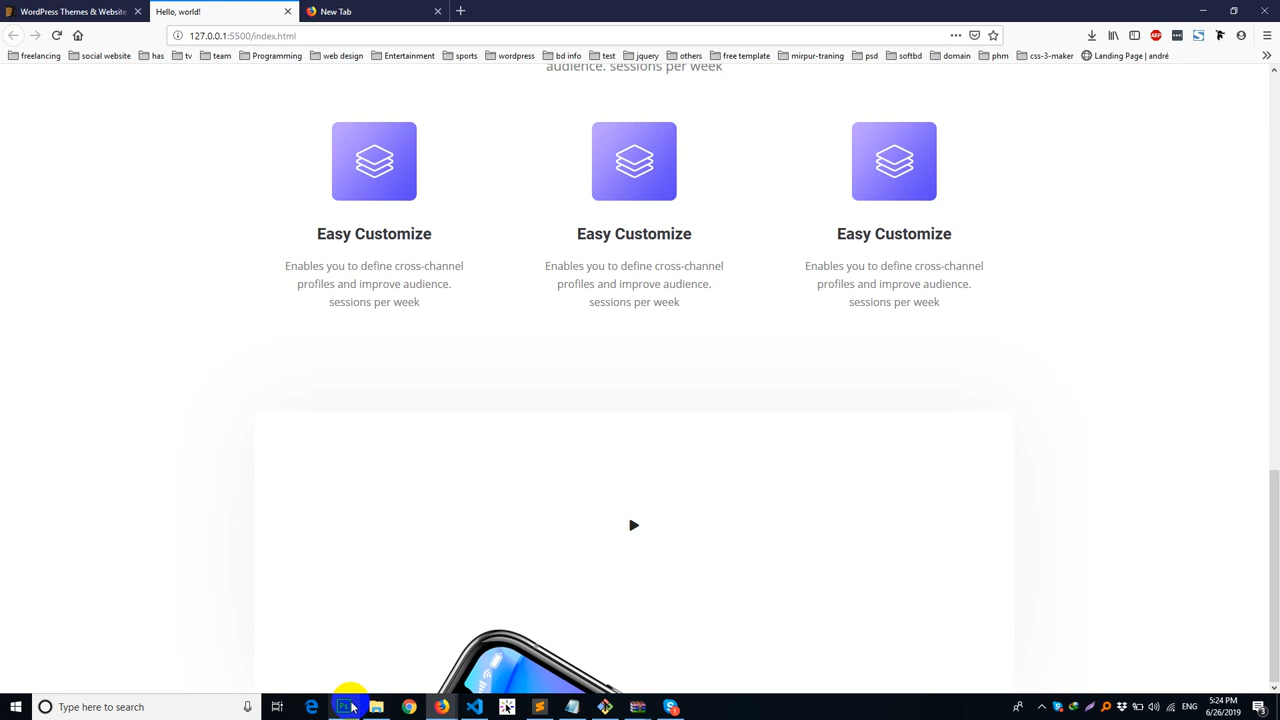 WordPress Themes & Website
Hello, world!
New Tab
127.0.0.1:5500/index.html
freelancing
social website
has
tv
team
Programming
web design
Entertainment
sports
wordpress
bd info
test
jquery
others
free template
mirpur-traning
psd
softbd
domain
phm
css-3-maker
Landing Page | andré
audience. sessions per week
Easy Customize
Enables you to define cross-channel
profiles and improve audience.
sessions per week
Easy Customize
Enables you to define cross-channel
profiles and improve audience.
sessions per week
Easy Customize
Enables you to define cross-channel
profiles and improve audience.
sessions per week
Type here to search
Ps
ENG
5:24 PM
6/26/2019